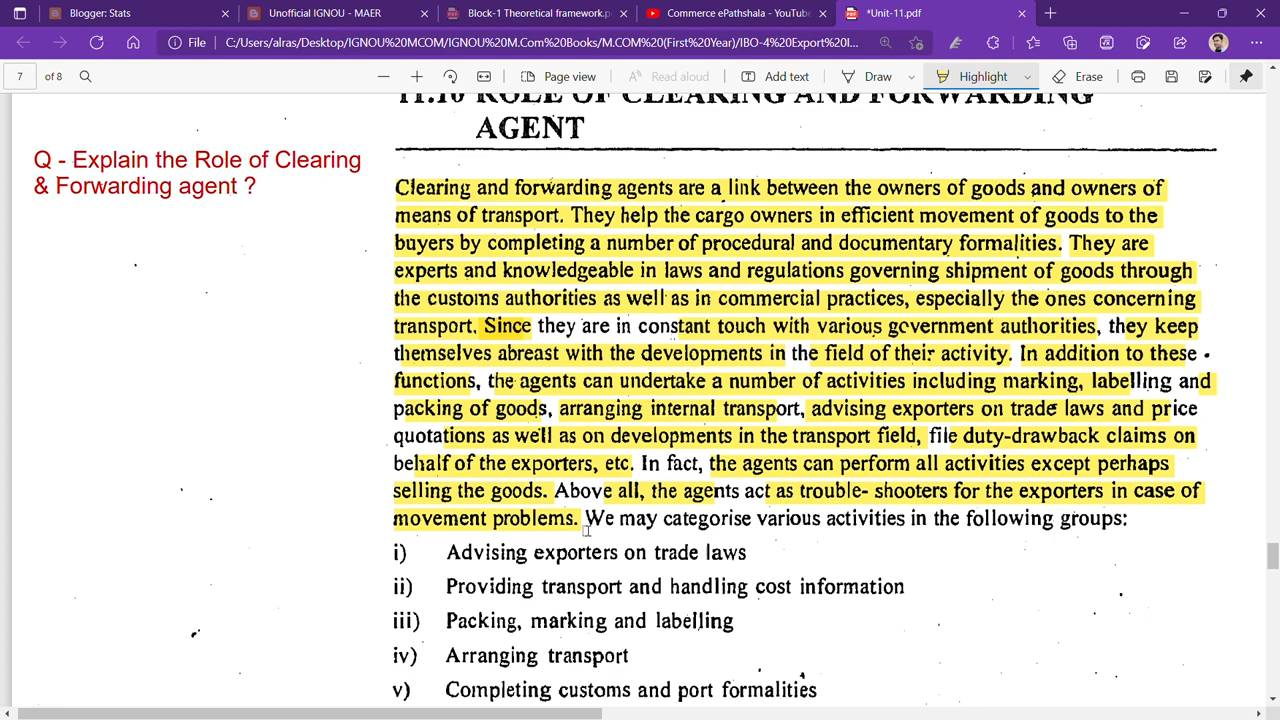 Blogger: Stats
Unofficial IGNOU - MAER
Block-1 Theoretical framework.p
Commerce ePathshala - YouTube
*Unit-11.pdf
File
C:/Users/alras/Desktop/IGNOU%20MCOM/IGNOU%20M.Com%20Books/M.COM%20(First%20Year)/IBO-4%20Export%20I...
7 of 8
Page view
Read aloud
Add text
Draw
Highlight
Erase
11.10 ROLE OF CLEARING AND FORWARDING
AGENT
Q - Explain the Role of Clearing
& Forwarding agent ?
Clearing and forwarding agents are a link between the owners of goods and owners of
means of transport. They help the cargo owners in efficient movement of goods to the
buyers by completing a number of procedural and documentary formalities. They are
experts and knowledgeable in laws and regulations governing shipment of goods through
the customs authorities as well as in commercial practices, especially the ones concerning
transport. Since they are in constant touch with various government authorities, they keep
themselves abreast with the developments in the field of their activity. In addition to these
functions, the agents can undertake a number of activities including marking, labelling and
packing of goods, arranging internal transport, advising exporters on trade laws and price
quotations as well as on developments in the transport field, file duty-drawback claims on
behalf of the exporters, etc. In fact, the agents can perform all activities except perhaps
selling the goods. Above all, the agents act as trouble- shooters for the exporters in case of
movement problems. We may categorise various activities in the following groups:
i) Advising exporters on trade laws
ii) Providing transport and handling cost information
iii) Packing, marking and labelling
iv) Arranging transport
v) Completing customs and port formalities